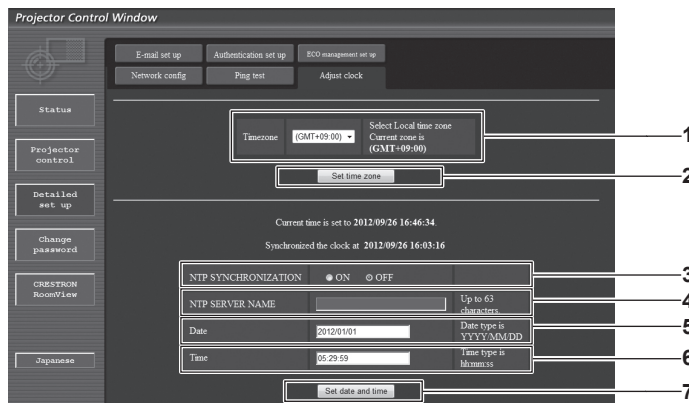 Projector Control Window
E-mail set up
Authentication set up
ECO management set up
Network config
Ping test
Adjust clock
Status
Projector
control
Detailed
set up
Change
password
CRESTRON
RoomView
Japanese
Timezone
(GMT+09:00)
Select Local time zone
Current zone is
(GMT+09:00)
1
Set time zone
2
Current time is set to 2012/09/26 16:46:34.
Synchronized the clock at 2012/09/26 16:03:16
NTP SYNCHRONIZATION
ON
OFF
3
NTP SERVER NAME
Up to 63
characters.
4
Date
2012/01/01
Date type is
YYYY/MM/DD
5
Time
05:29:59
Time type is
hh:mm:ss
6
Set date and time
7